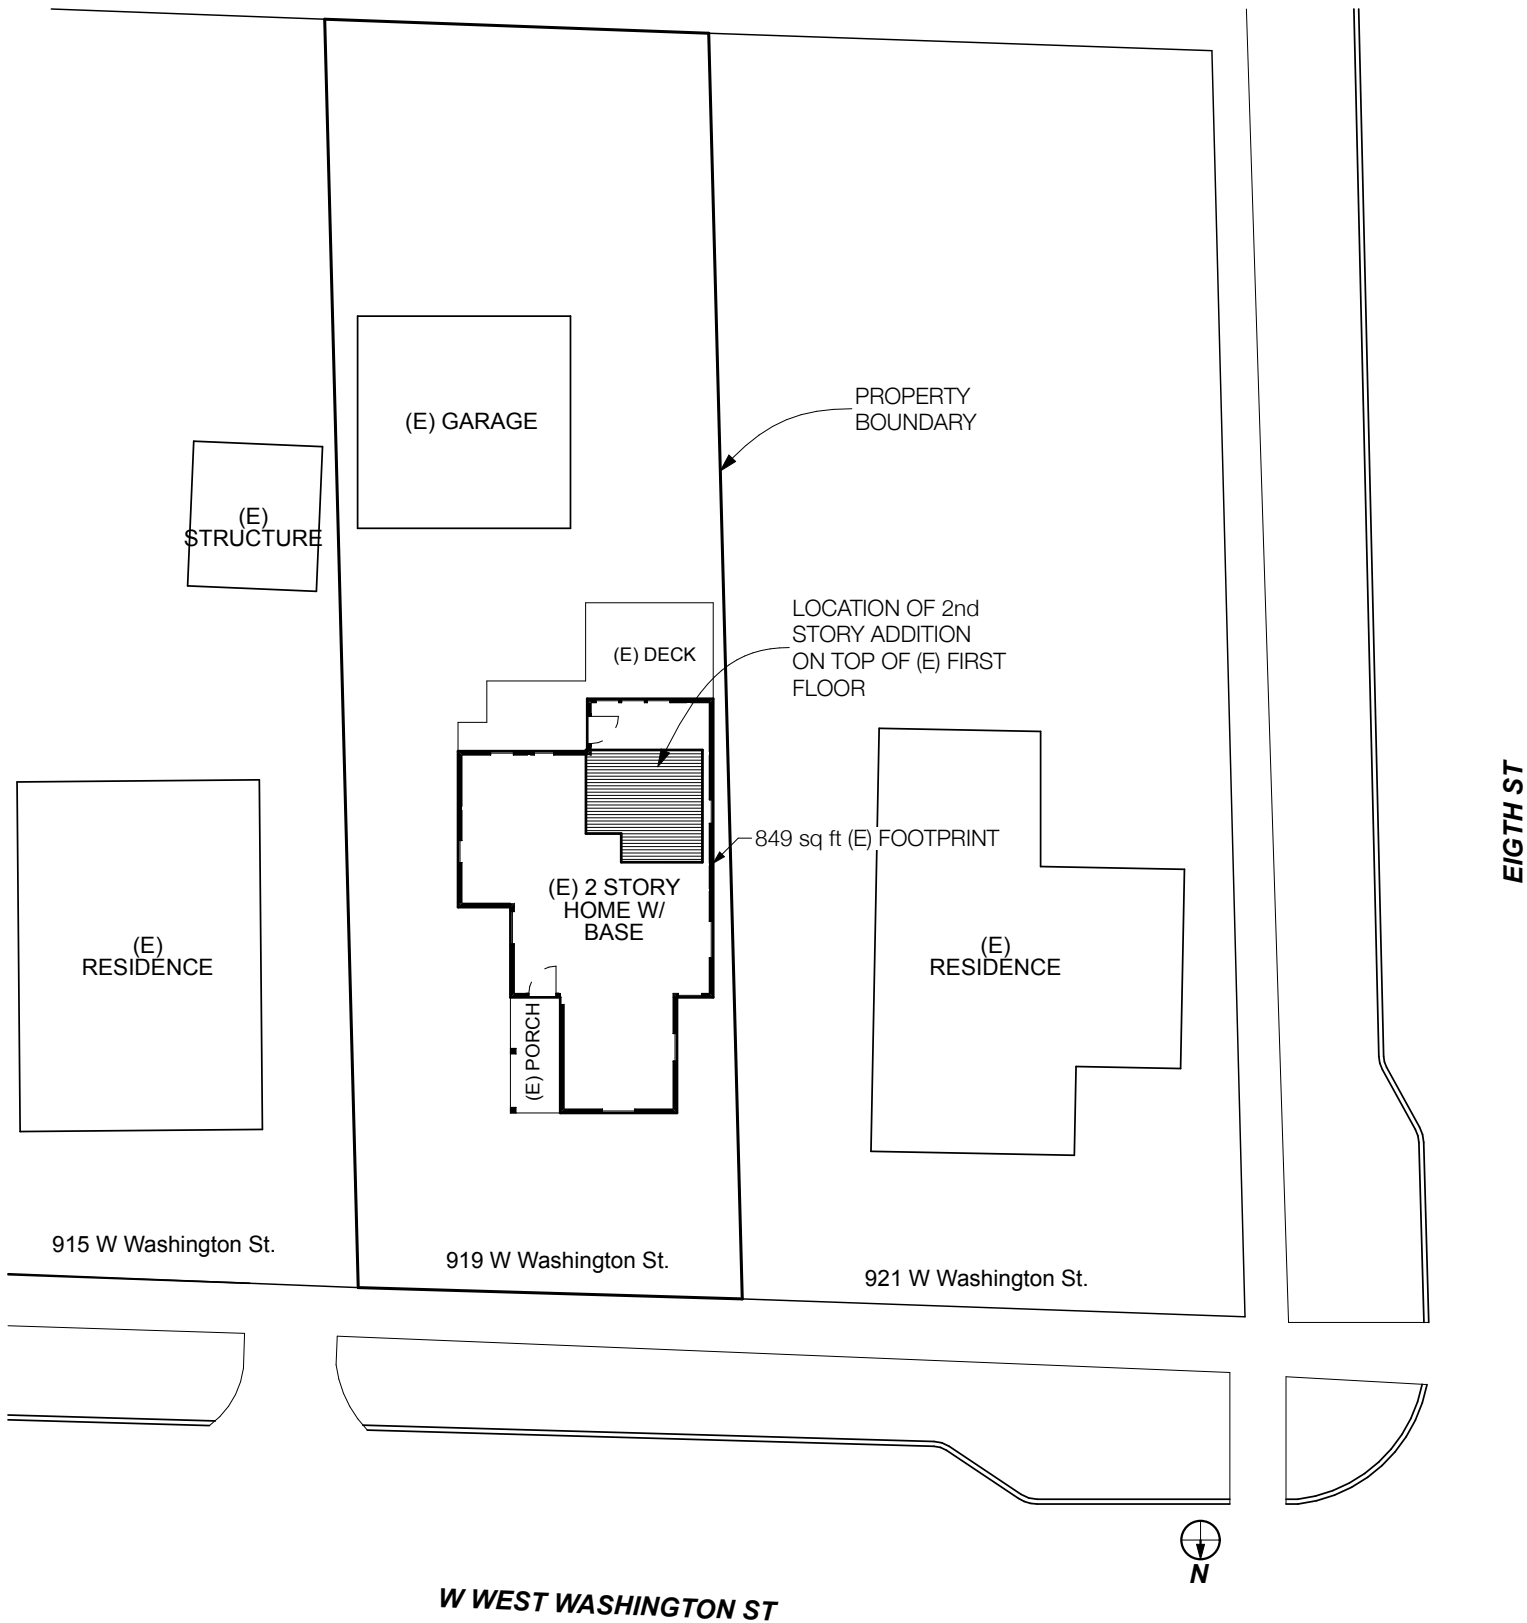 PROPERTY
BOUNDARY
(E) GARAGE
(E)
STRUCTURE
LOCATION OF 2nd
STORY ADDITION
ON TOP OF (E) FIRST
FLOOR
(E) DECK
849 sq ft (E) FOOTPRINT
EIGTH ST
(E) 2 STORY
HOME W/
BASE
(E)
RESIDENCE
(E)
RESIDENCE
(E) PORCH
915 W Washington St.
919 W Washington St.
921 W Washington St.
N
W WEST WASHINGTON ST